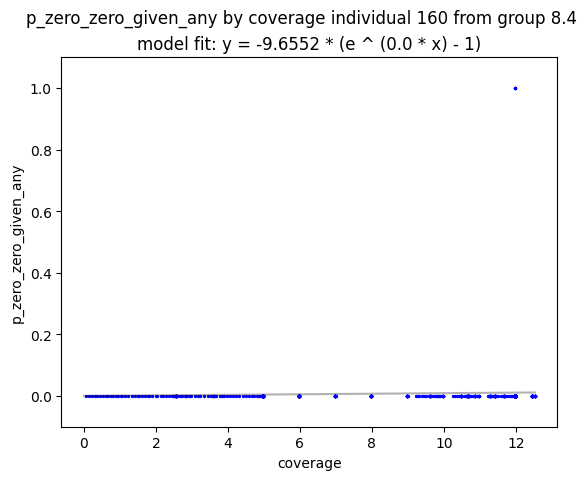 p_zero_zero_given_any by coverage individual 160 from group 8.4
model fit: y = -9.6552 * (e ^ (0.0 * x) - 1)
1.0
0.8
0.6
0.4
0.2
0.0
p_zero_zero_given_any
0 2 4 6 8 10 12
coverage